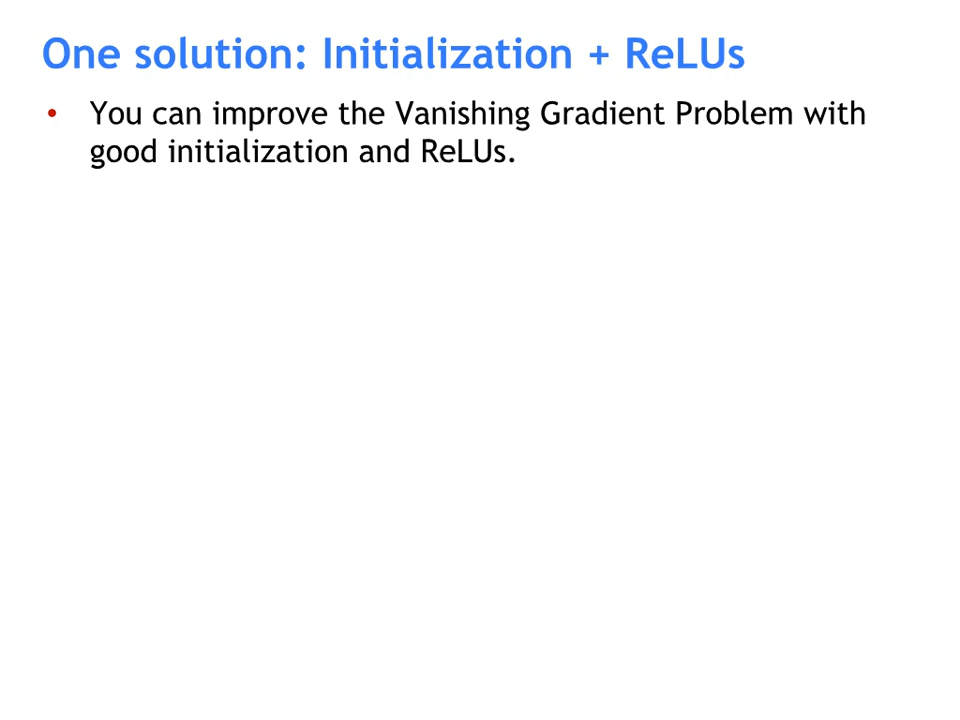 One solution: Initialization + ReLUs
• You can improve the Vanishing Gradient Problem with
good initialization and ReLUs.